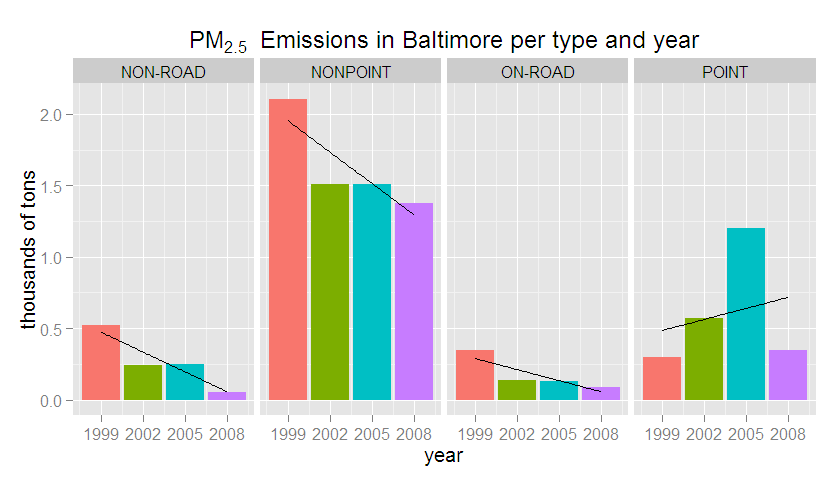 PM2.5 Emissions in Baltimore per type and year
NON-ROAD NONPOINT ON-ROAD POINT
thousands of tons
2.0
1.5
1.0
0.5
0.0
1999 2002 2005 2008 1999 2002 2005 2008 1999 2002 2005 2008 1999 2002 2005 2008
year